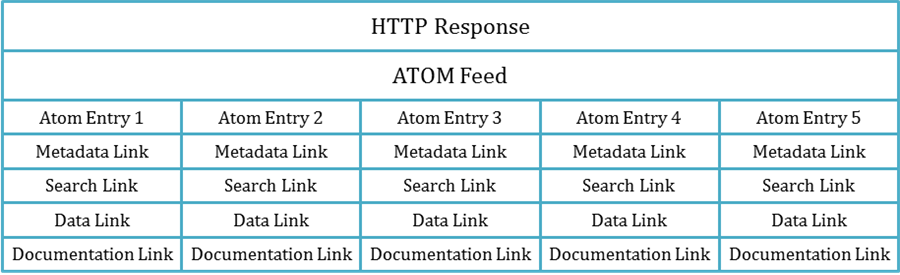 HTTP Response
ATOM Feed
Atom Entry 1 Atom Entry 2 Atom Entry 3 Atom Entry 4 Atom Entry 5
Metadata Link Metadata Link Metadata Link Metadata Link Metadata Link
Search Link Search Link Search Link Search Link Search Link
Data Link Data Link Data Link Data Link Data Link
Documentation Link Documentation Link Documentation Link Documentation Link Documentation Link